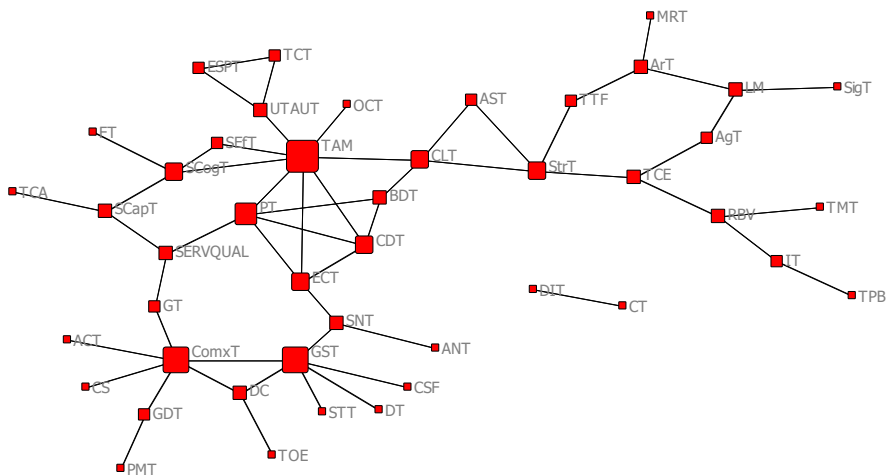 MRT
TCT
ESPT
ArT
LM
SigT
AST
TTF
OCT
UTAUT
FT
SEfT
TAM
AgT
CLT
StrT
SCogT
TCE
TCA
BDT
SCapT
PT
RBV
TMT
CDT
SERVQUAL
IT
ECT
DIT
TPB
CT
GT
SNT
ACT
ANT
ComxT
GST
CS
DC
CSF
GDT
STT
DT
TOE
PMT